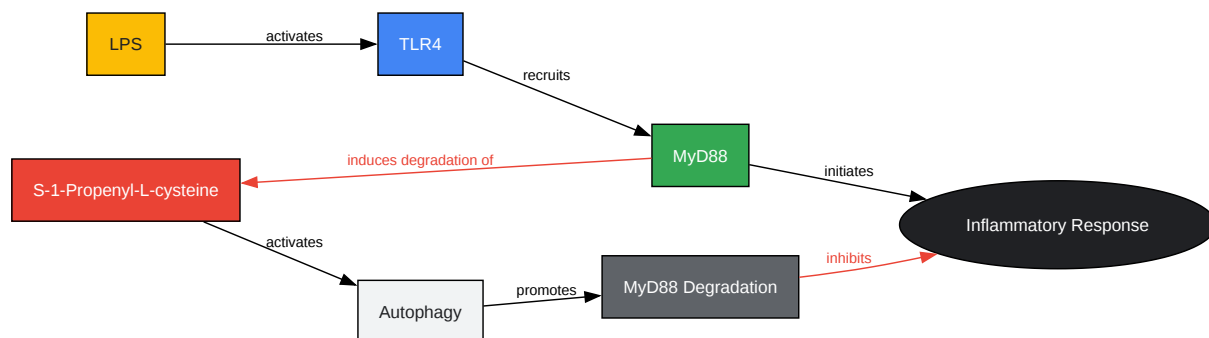 LPS
activates
TLR4
recruits
MyD88
induces degradation of
S-1-Propenyl-L-cysteine
initiates
Inflammatory Response
activates
Autophagy
promotes
MyD88 Degradation
inhibits